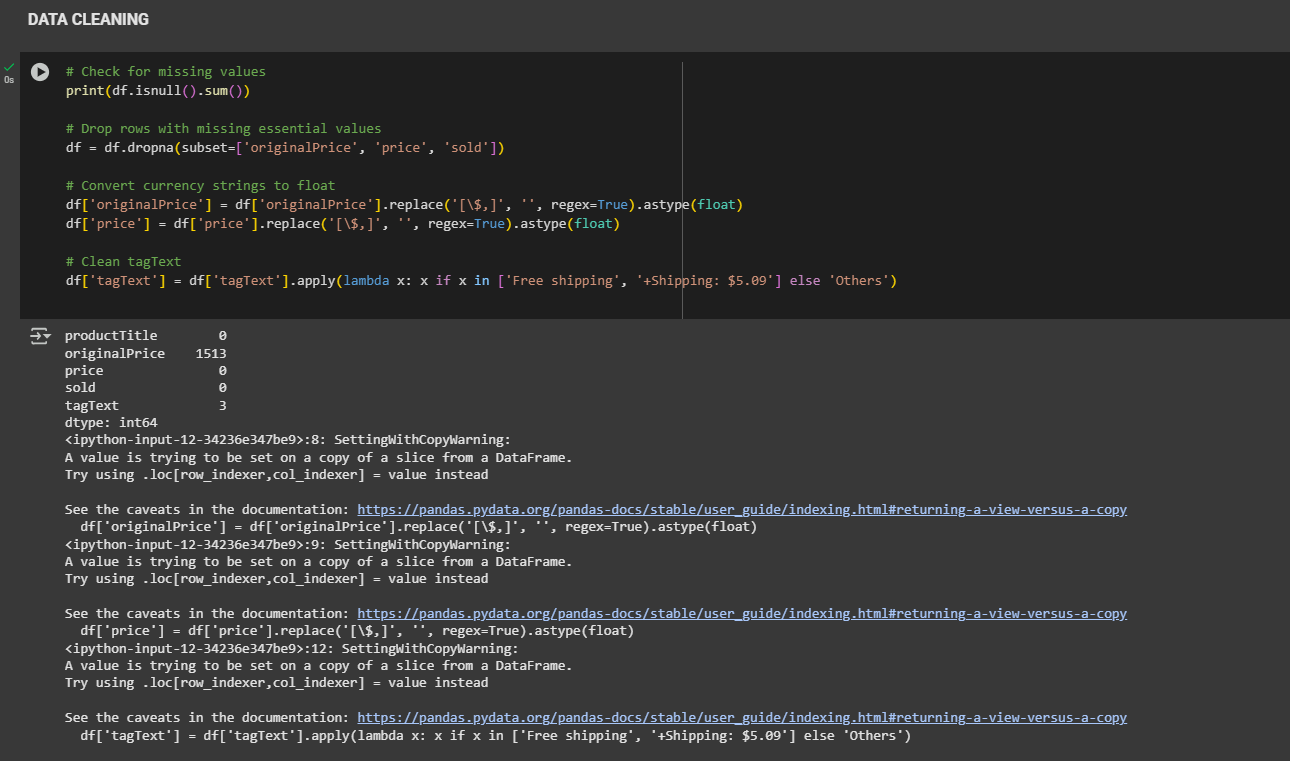 DATA CLEANING
0s
# Check for missing values
print(df.isnull().sum())
# Drop rows with missing essential values
df = df.dropna(subset=['originalPrice', 'price', 'sold'])
# Convert currency strings to float
df['originalPrice'] = df['originalPrice'].replace('[\$,]', '', regex=True).astype(float)
df['price'] = df['price'].replace('[\$,]', '', regex=True).astype(float)
# Clean tagText
df['tagText'] = df['tagText'].apply(lambda x: x if x in ['Free shipping', '+Shipping: $5.09'] else 'Others')
productTitle 0
originalPrice 1513
price 0
sold 0
tagText 3
dtype: int64
<ipython-input-12-34236e347be9>:8: SettingWithCopyWarning:
A value is trying to be set on a copy of a slice from a DataFrame.
Try using .loc[row_indexer,col_indexer] = value instead
See the caveats in the documentation: https://pandas.pydata.org/pandas-docs/stable/user_guide/indexing.html#returning-a-view-versus-a-copy
df['originalPrice'] = df['originalPrice'].replace('[\$,]', '', regex=True).astype(float)
<ipython-input-12-34236e347be9>:9: SettingWithCopyWarning:
A value is trying to be set on a copy of a slice from a DataFrame.
Try using .loc[row_indexer,col_indexer] = value instead
See the caveats in the documentation: https://pandas.pydata.org/pandas-docs/stable/user_guide/indexing.html#returning-a-view-versus-a-copy
df['price'] = df['price'].replace('[\$,]', '', regex=True).astype(float)
<ipython-input-12-34236e347be9>:12: SettingWithCopyWarning:
A value is trying to be set on a copy of a slice from a DataFrame.
Try using .loc[row_indexer,col_indexer] = value instead
See the caveats in the documentation: https://pandas.pydata.org/pandas-docs/stable/user_guide/indexing.html#returning-a-view-versus-a-copy
df['tagText'] = df['tagText'].apply(lambda x: x if x in ['Free shipping', '+Shipping: $5.09'] else 'Others')